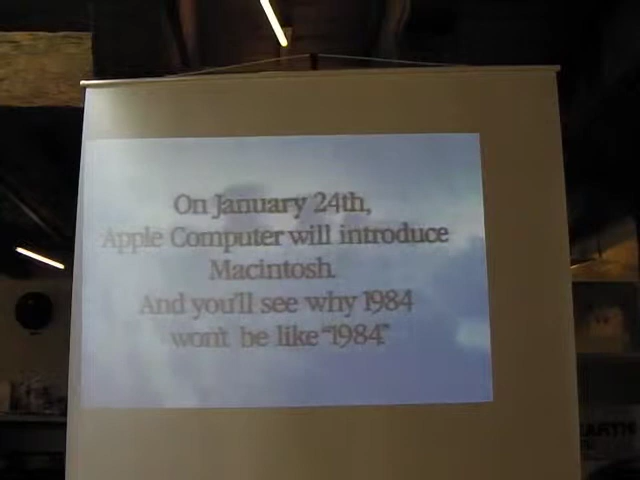 On January 24th,
Apple Computer will introduce
Macintosh.
And you'll see why 1984
won't be like "1984"